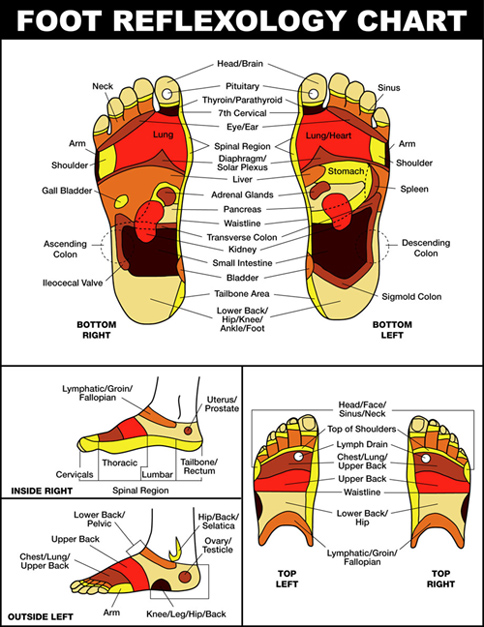 FOOT REFLEXOLOGY CHART
Head/Brain
Neck
Pituitary
Sinus
Thyroin/Parathyroid
7th Cervical
Eye/Ear
Lung
Lung/Heart
Arm
Spinal Region
Arm
Shoulder
Diaphragm/
Solar Plexus
Shoulder
Stomach
Liver
Gall Bladder
Adrenal Glands
Spleen
Pancreas
Waistline
Transverse Colon
Ascending
Colon
Kidney
Descending
Colon
Small Intestine
Ileocecal Valve
Bladder
Tailbone Area
Sigmold Colon
Lower Back/
Hip/Knee/
Ankle/Foot
BOTTOM
RIGHT
BOTTOM
LEFT
Lymphatic/Groin/
Fallopian
Uterus/
Prostate
Cervicals
Thoracic
Lumbar
Tailbone/
Rectum
INSIDE RIGHT
Spinal Region
Lower Back/
Pelvic
Hip/Back/
Selatica
Upper Back
Ovary/
Testicle
Chest/Lung/
Upper Back
Arm
Knee/Leg/Hip/Back
OUTSIDE LEFT
Head/Face/
Sinus/Neck
Top of Shoulders
Lymph Drain
Chest/Lung/
Upper Back
Upper Back
Waistline
Lower Back/
Hip
Lymphatic/Groin/
Fallopian
TOP
LEFT
TOP
RIGHT